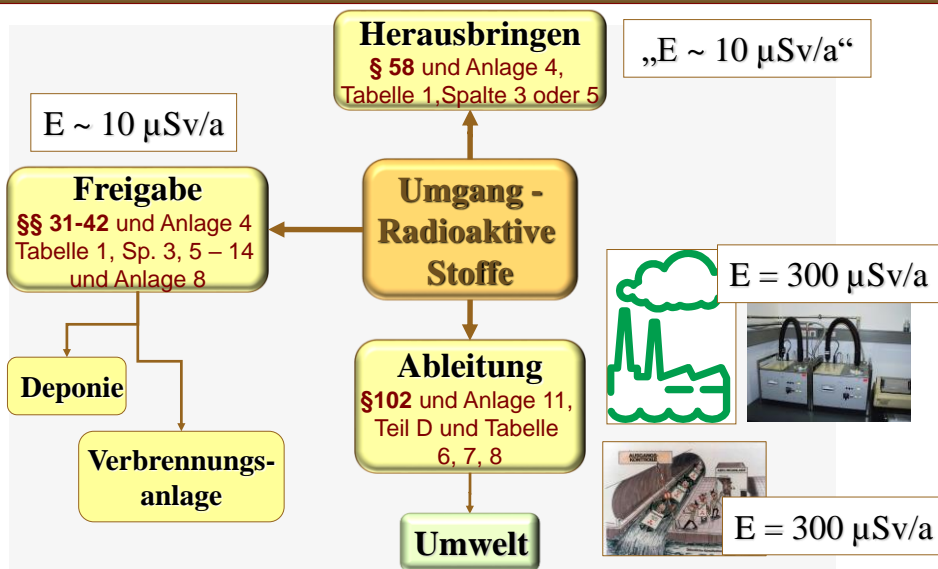 Herausbringen
§ 58 und Anlage 4,
Tabelle 1,Spalte 3 oder 5
„E ~ 10 µSv/a“
E ~ 10 µSv/a
Freigabe
§§ 31-42 und Anlage 4
Tabelle 1, Sp. 3, 5 – 14
und Anlage 8
Umgang -
Radioaktive
Stoffe
E = 300 µSv/a
Deponie
Verbrennungs-
anlage
Ableitung
§102 und Anlage 11,
Teil D und Tabelle
6, 7, 8
AUSGANGS-
KONTROLLE
E = 300 µSv/a
Umwelt